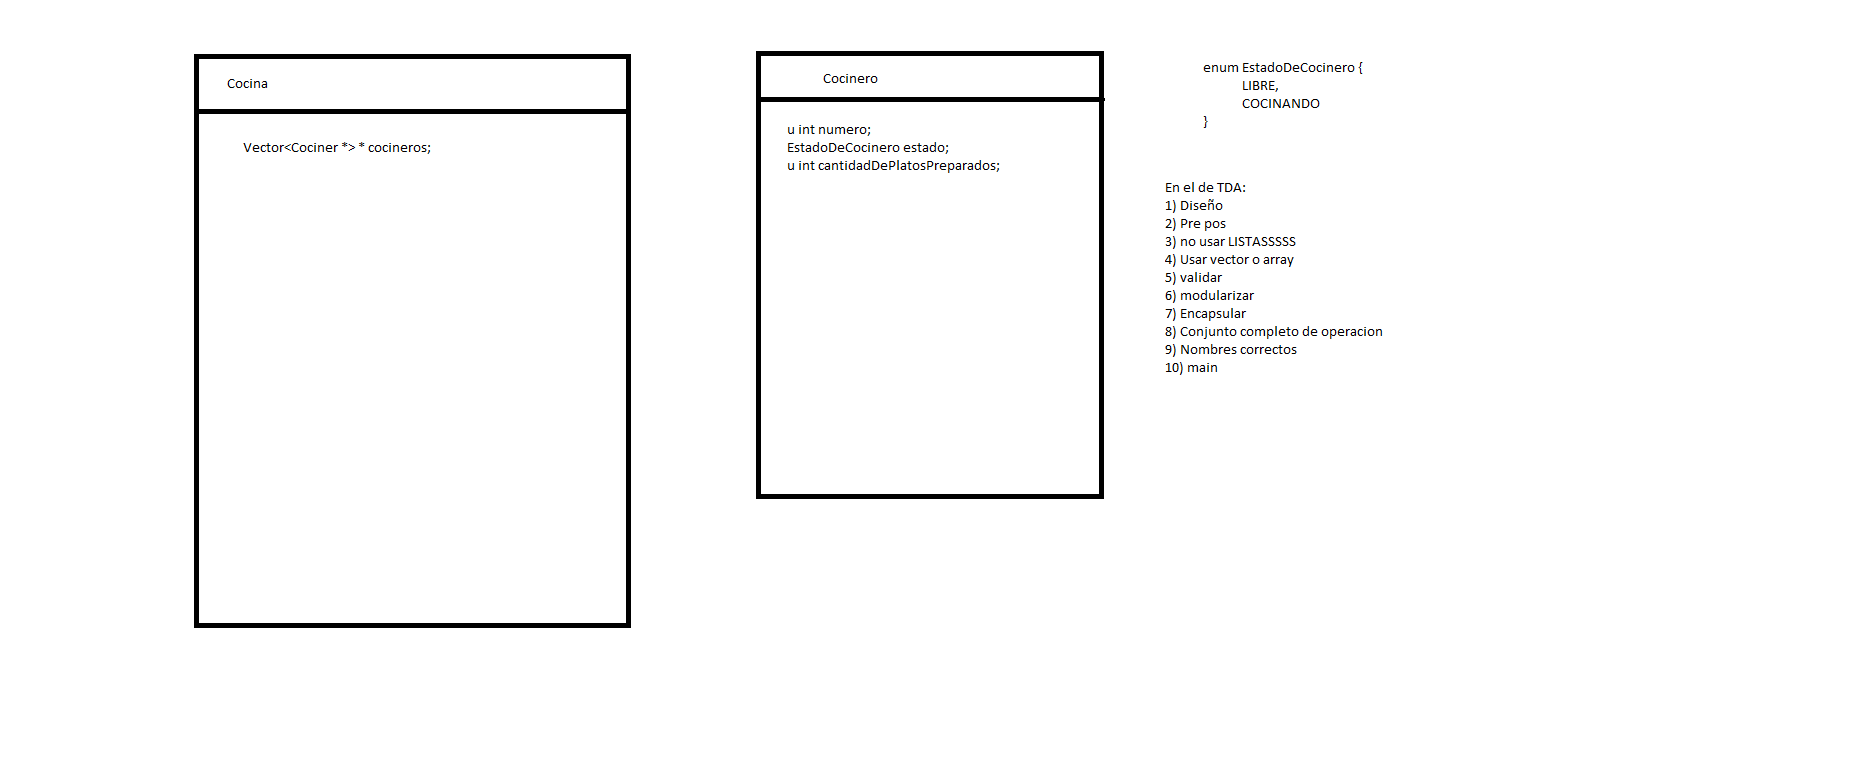 Cocina
Vector<Cociner *> * cocineros;
Cocinero
u int numero;
EstadoDeCocinero estado;
u int cantidadDePlatosPreparados;
enum EstadoDeCocinero {
LIBRE,
COCINANDO
}
En el de TDA:
1) Diseño
2) Pre pos
3) no usar LISTASSSSS
4) Usar vector o array
5) validar
6) modularizar
7) Encapsular
8) Conjunto completo de operacion
9) Nombres correctos
10) main